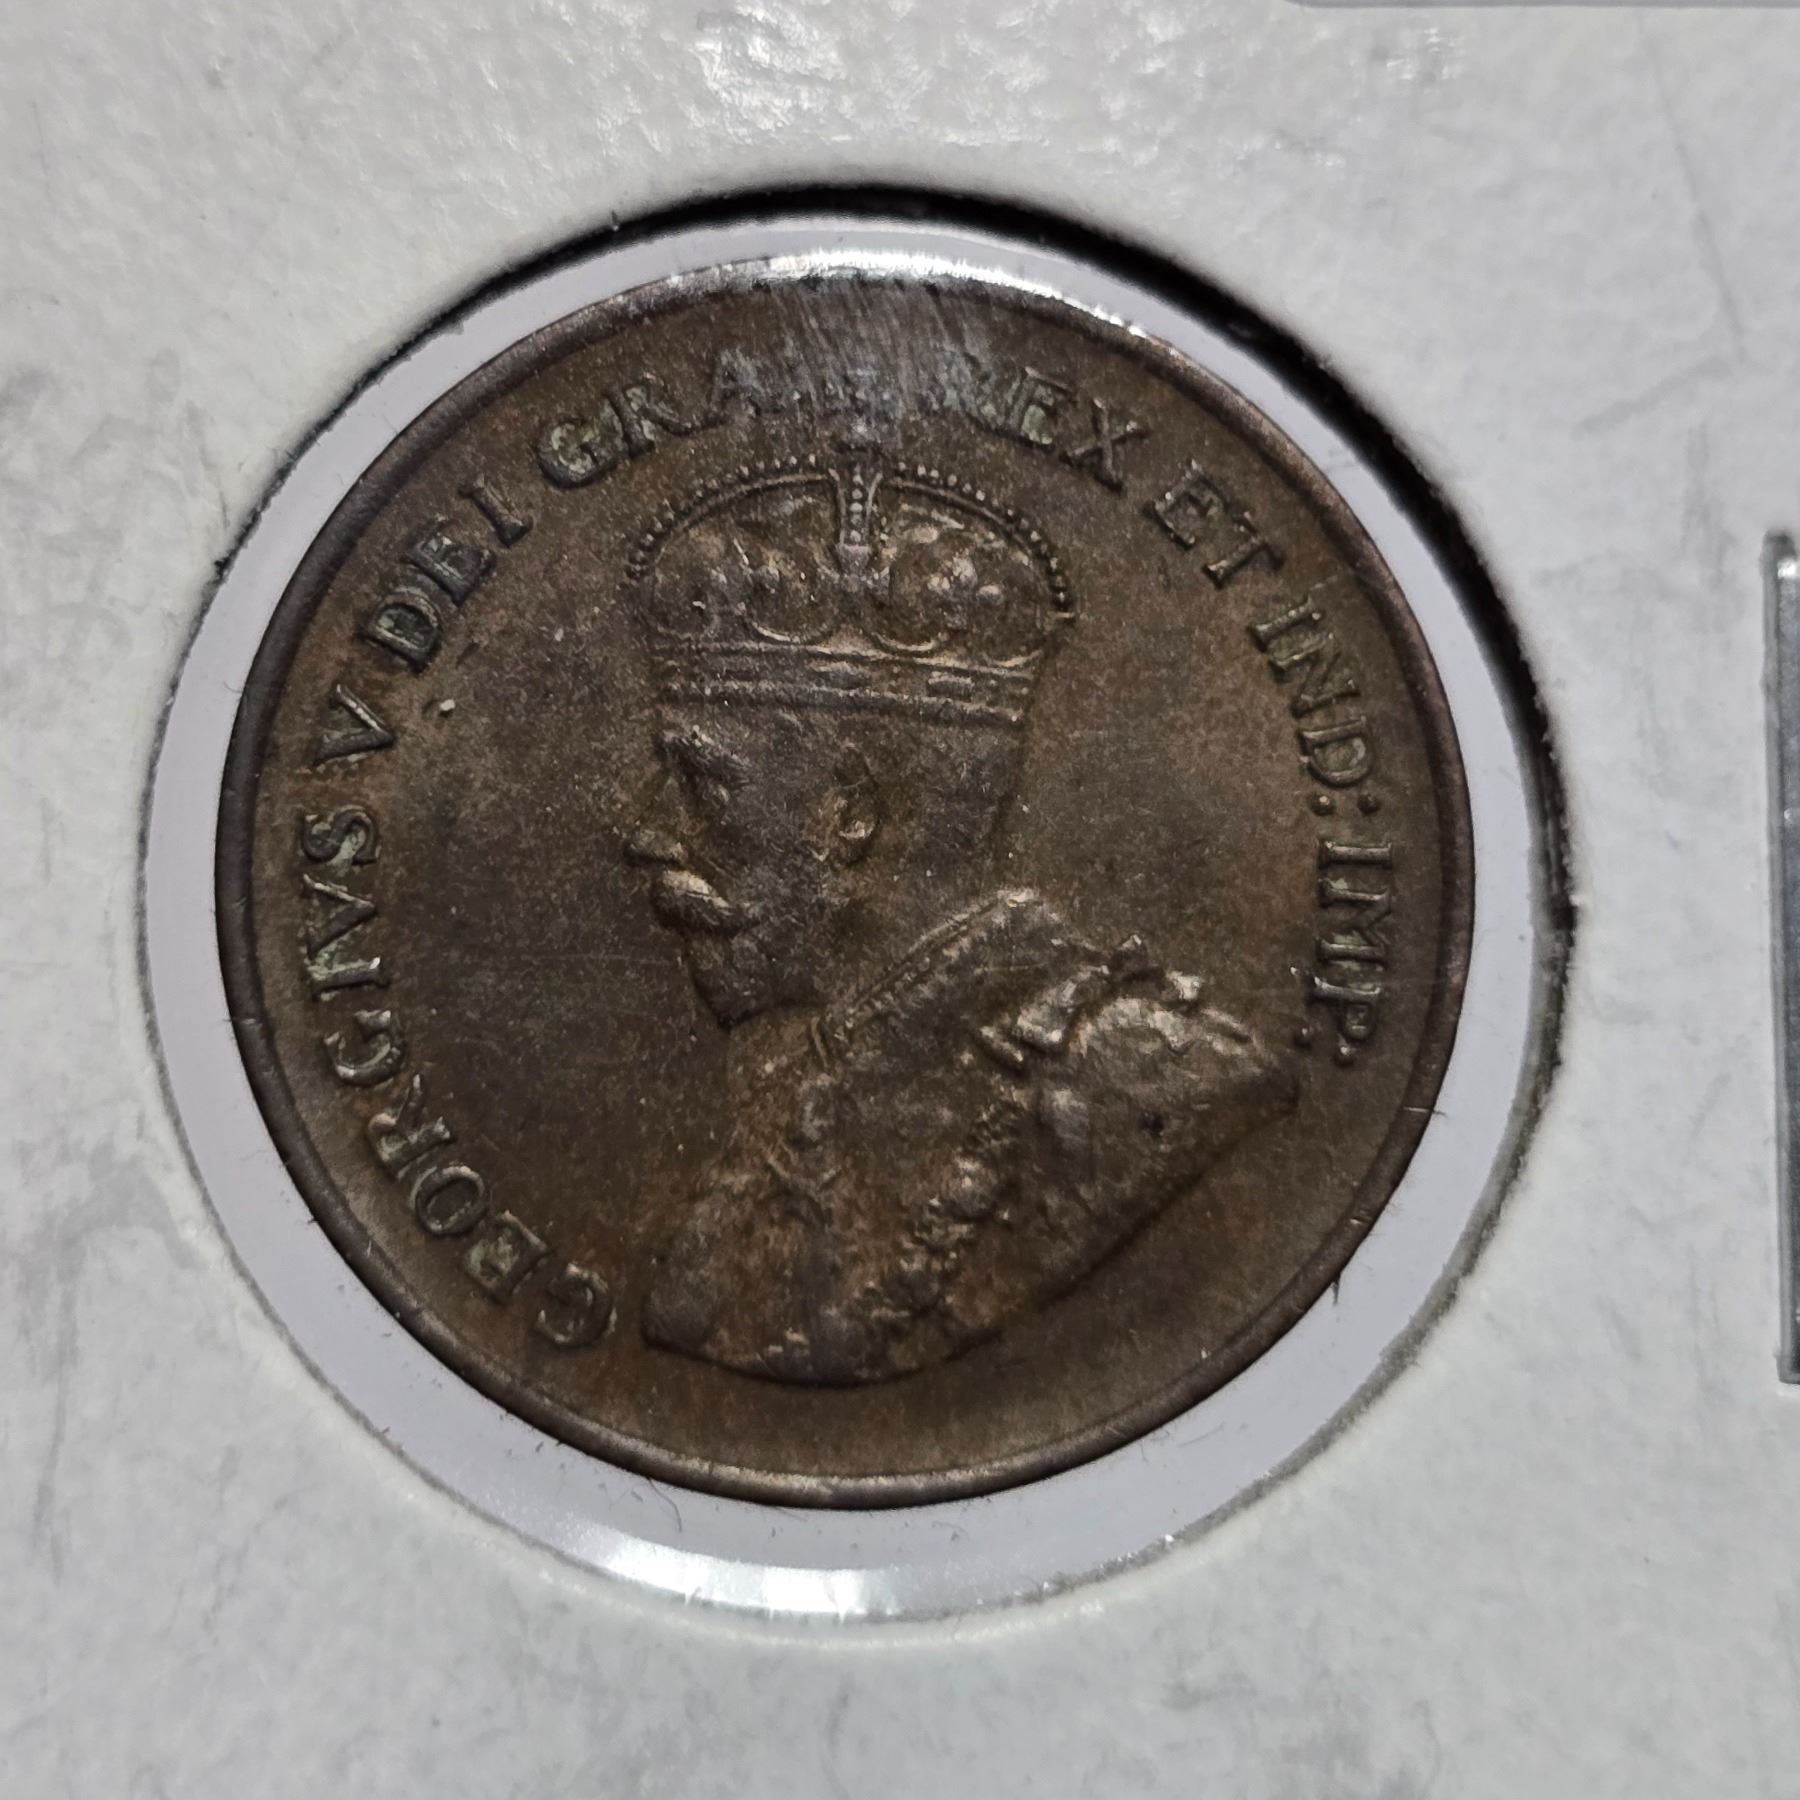 GEORGIVS V DEI GRA: REX ET IND: IMP: